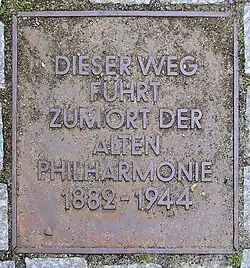 DIESER WEG
FÜHRT
ZUM ORT DER
ALTEN
PHILHARMONIE
1882-1944